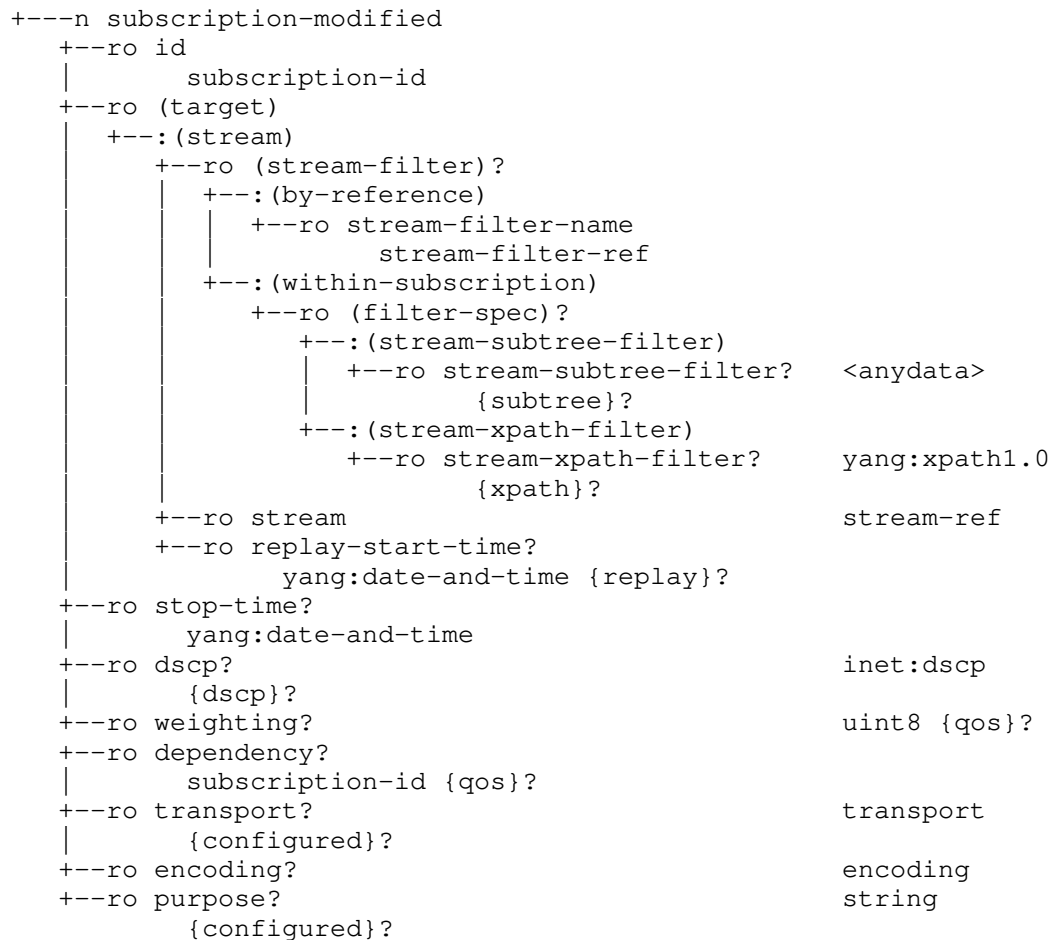 +---n subscription-modified
   +--ro id
   |       subscription-id
   +--ro (target)
   |  +--:(stream)
   |     +--ro (stream-filter)?
   |     |  +--:(by-reference)
   |     |  |  +--ro stream-filter-name
   |     |  |          stream-filter-ref
   |     |  +--:(within-subscription)
   |     |     +--ro (filter-spec)?
   |     |        +--:(stream-subtree-filter)
   |     |        |  +--ro stream-subtree-filter?   <anydata>
   |     |        |          {subtree}?
   |     |        +--:(stream-xpath-filter)
   |     |           +--ro stream-xpath-filter?     yang:xpath1.0
   |     |                   {xpath}?
   |     +--ro stream                               stream-ref
   |     +--ro replay-start-time?
   |             yang:date-and-time {replay}?
   +--ro stop-time?
   |       yang:date-and-time
   +--ro dscp?                                      inet:dscp
   |       {dscp}?
   +--ro weighting?                                 uint8 {qos}?
   +--ro dependency?
   |       subscription-id {qos}?
   +--ro transport?                                 transport
   |       {configured}?
   +--ro encoding?                                  encoding
   +--ro purpose?                                   string
           {configured}?